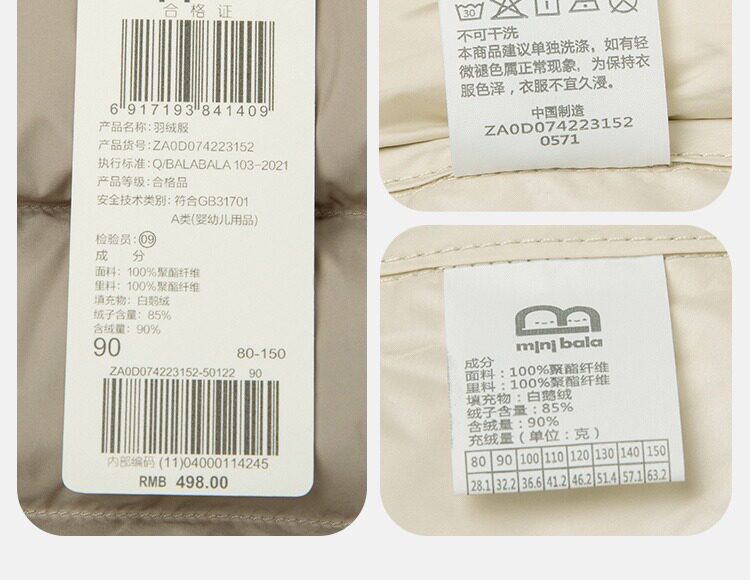 合格证
6 917193 841409
产品名称: 羽绒服
产品货号: ZA0D074223152
执行标准: Q/BALABALA 103-2021
产品等级: 合格品
安全技术类别: 符合GB31701
A类(婴幼儿用品)
检验员: 09
成 分
面料: 100%聚酯纤维
里料: 100%聚酯纤维
填充物: 白鹅绒
绒子含量: 85%
含绒量: 90%
90 80-150
ZA0D074223152-50122 90
内部编码 (11)04000114245
RMB 498.00
30
不可干洗
本商品建议单独洗涤，如有轻
微褪色属正常现象，为保持衣
服色泽，衣服不宜久浸。
中国制造
ZA0D074223152
0571
mini bala
成分
面料: 100%聚酯纤维
里料: 100%聚酯纤维
填充物: 白鹅绒
绒子含量: 85%
含绒量: 90%
充绒量 (单位: 克)
80 90 100 110 120 130 140 150
28.1 32.2 36.6 41.2 46.2 51.4 57.1 63.2